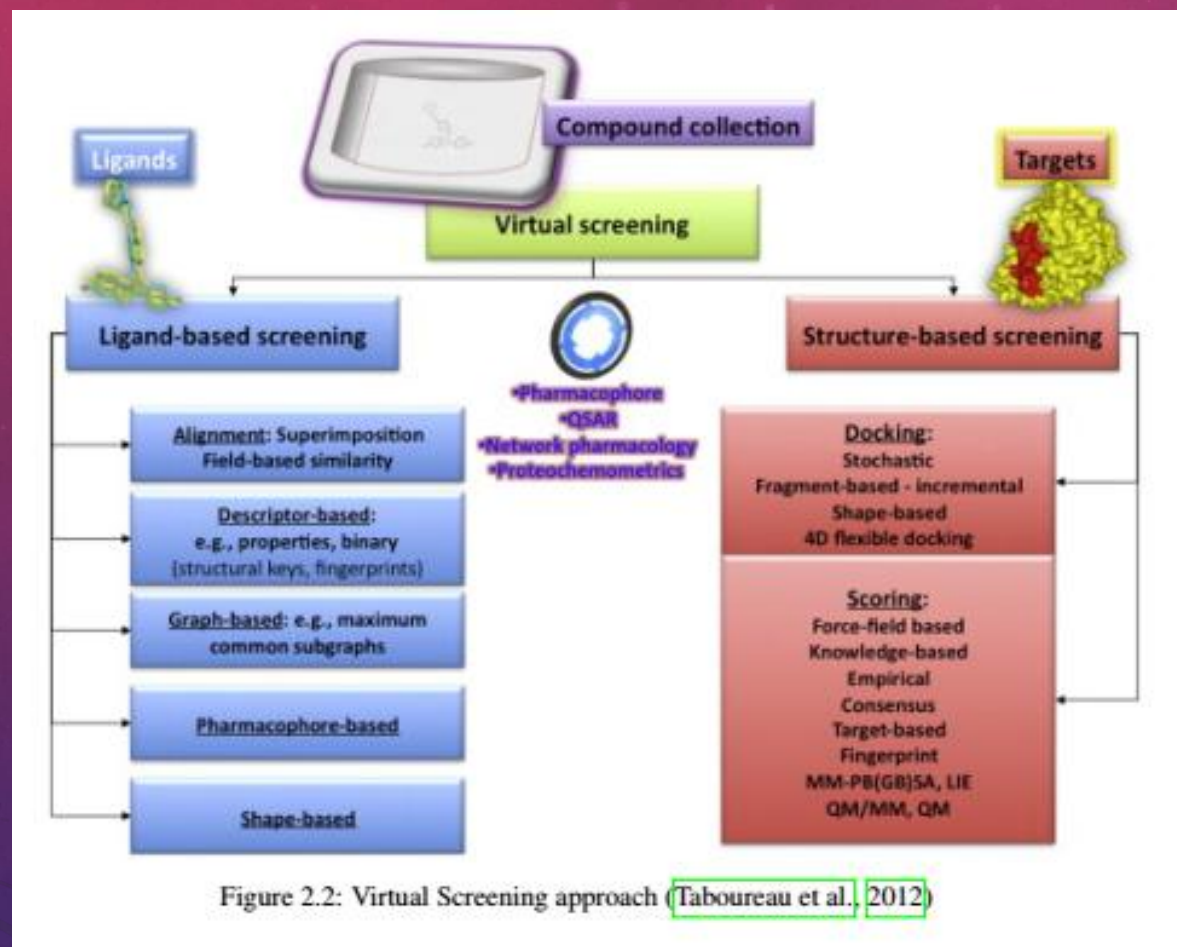 Compound collection
Ligands
Targets
Virtual screening
Ligand-based screening
Structure-based screening
•Pharmacophore
•QSAR
•Network pharmacology
•Proteochemometrics
Alignment: Superimposition
Field-based similarity
Descriptor-based:
e.g., properties, binary
(structural keys, fingerprints)
Graph-based: e.g., maximum
common subgraphs
Pharmacophore-based
Shape-based
Docking:
Stochastic
Fragment-based - incremental
Shape-based
4D flexible docking
Scoring:
Force-field based
Knowledge-based
Empirical
Consensus
Target-based
Fingerprint
MM-PB(GB)SA, LIE
QM/MM, QM
Figure 2.2: Virtual Screening approach (Taboureau et al., 2012)